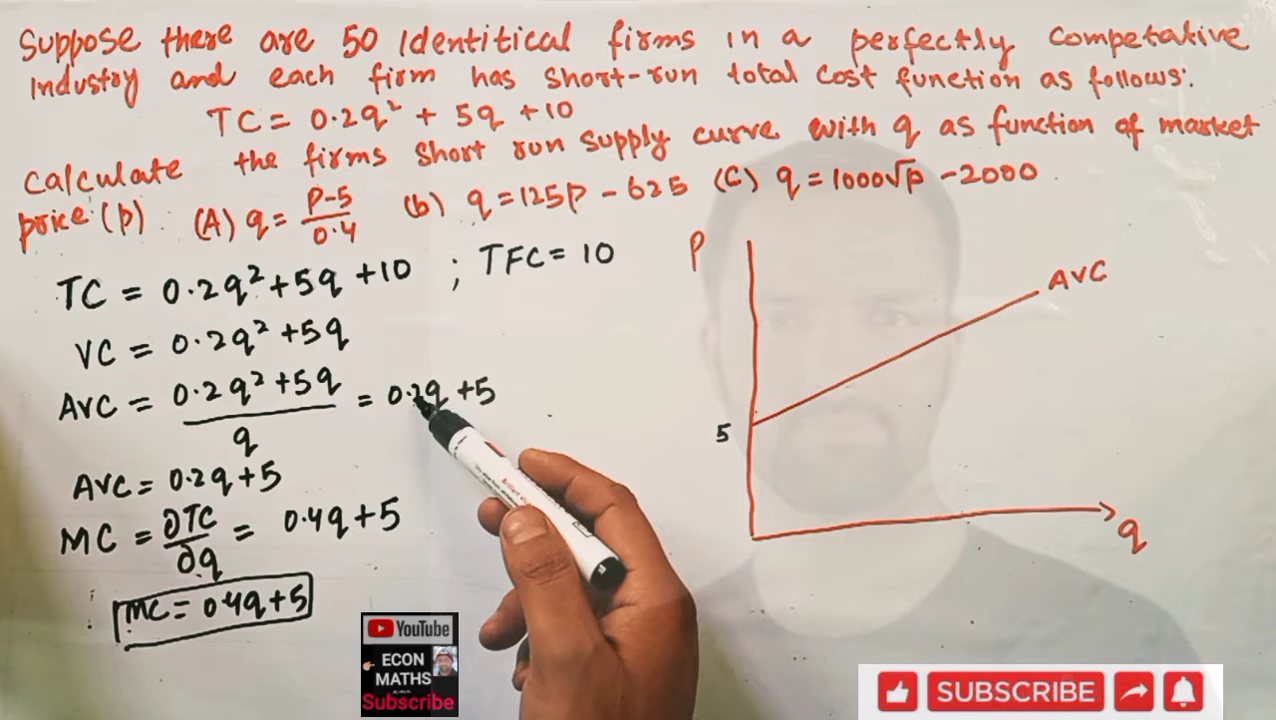 Suppose there are 50 Identitical firms in a perfectly competative
Industry and each firm has short-run total cost function as follows:
TC = 0.2q² + 5q + 10
Calculate the firms short run supply curve with q as function of market
price (p) (A) q = P-5/0.4 (b) q = 125p - 625 (C) q = 1000√p - 2000
TC = 0.2q² + 5q + 10 ; TFC = 10
VC = 0.2q² + 5q
AVC = 0.2q² + 5q / q = 0.2q + 5
AVC = 0.2q + 5
MC = ∂TC/∂q = 0.4q + 5
MC = 0.4q + 5
P
AVC
5
q
YouTube
ECON
MATHS
Subscribe
SUBSCRIBE